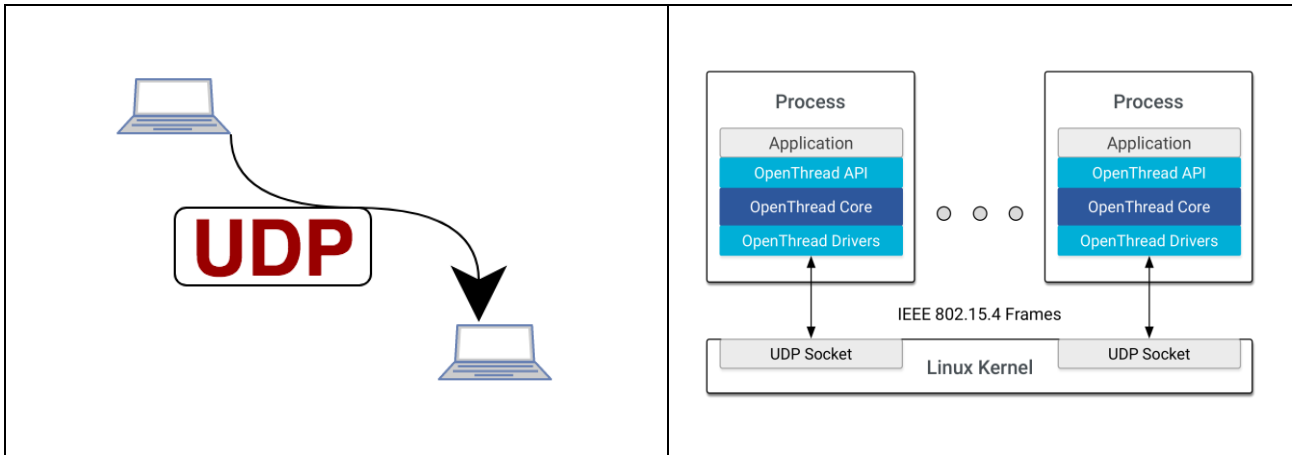 UDP
Process
Application
OpenThread API
OpenThread Core
OpenThread Drivers
Process
Application
OpenThread API
OpenThread Core
OpenThread Drivers
IEEE 802.15.4 Frames
UDP Socket
Linux Kernel
UDP Socket